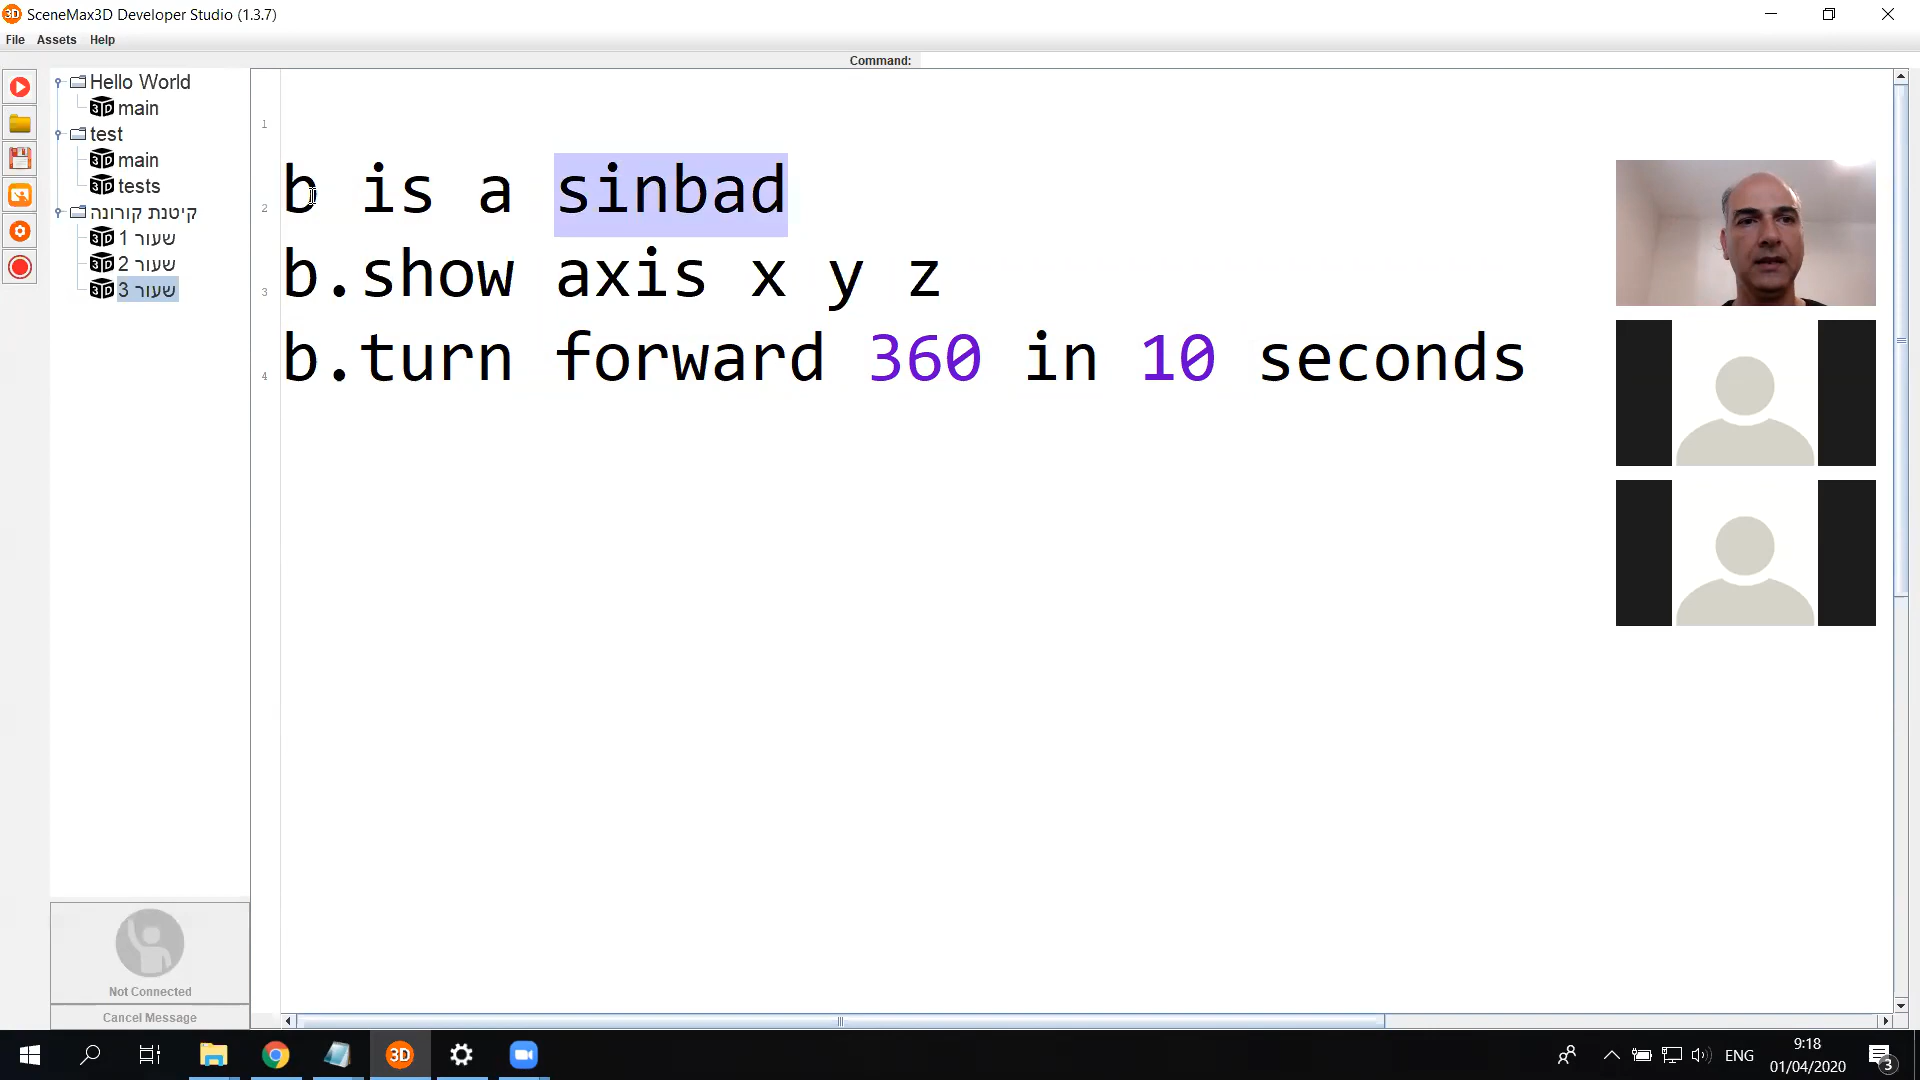 SceneMax3D Developer Studio (1.3.7)
File Assets Help
Command:
Hello World
main
test
main
tests
קיטנת קורונה
שעור 1
שעור 2
שעור 3
1
2 b is a sinbad
3 b.show axis x y z
4 b.turn forward 360 in 10 seconds
Not Connected
Cancel Message
3D
ENG
9:18
01/04/2020
3